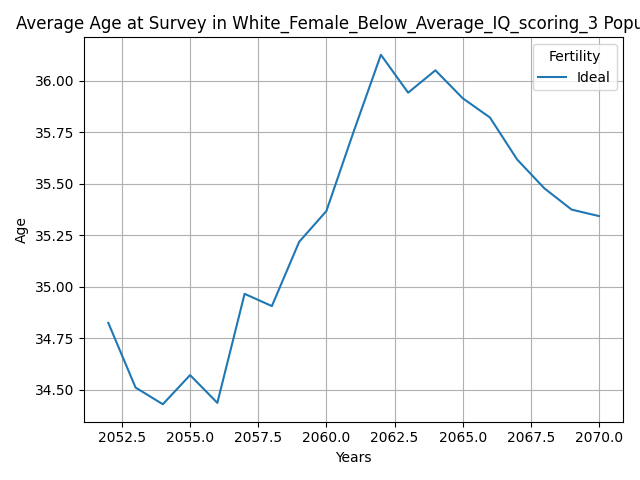 Average Age at Survey in White_Female_Below_Average_IQ_scoring_3 Popu
Fertility
Ideal
36.00
35.75
35.50
35.25
35.00
34.75
34.50
Age
2052.5 2055.0 2057.5 2060.0 2062.5 2065.0 2067.5 2070.0
Years